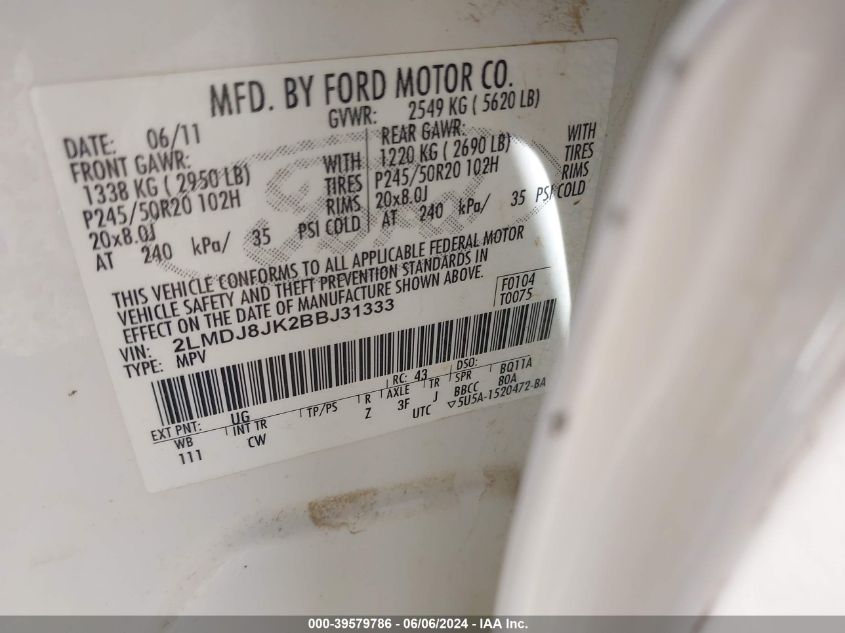 MFD. BY FORD MOTOR CO.
DATE: 06/11 GVWR: 2549 KG ( 5620 LB)
FRONT GAWR: REAR GAWR:
1338 KG ( 2950 LB) WITH 1220 KG ( 2690 LB) WITH
P245/50R20 102H TIRES P245/50R20 102H TIRES
20x8.0J RIMS 20x8.0J RIMS
AT 240 kPa/ 35 PSI COLD AT 240 kPa/ 35 PSI COLD
THIS VEHICLE CONFORMS TO ALL APPLICABLE FEDERAL MOTOR
VEHICLE SAFETY AND THEFT PREVENTION STANDARDS IN
EFFECT ON THE DATE OF MANUFACTURE SHOWN ABOVE.
F0104
T0075
VIN: 2LMDJ8JK2BBJ31333
TYPE: MPV
EXT PNT: UG RC: 43 DSO: BQ11A
WB INT TR TP/PS R AXLE TR SPR 80A
111 CW Z 3F J BBCC
UTC ▽5U5A-1520472-BA
Ford
000-39579786 - 06/06/2024 - IAA Inc.